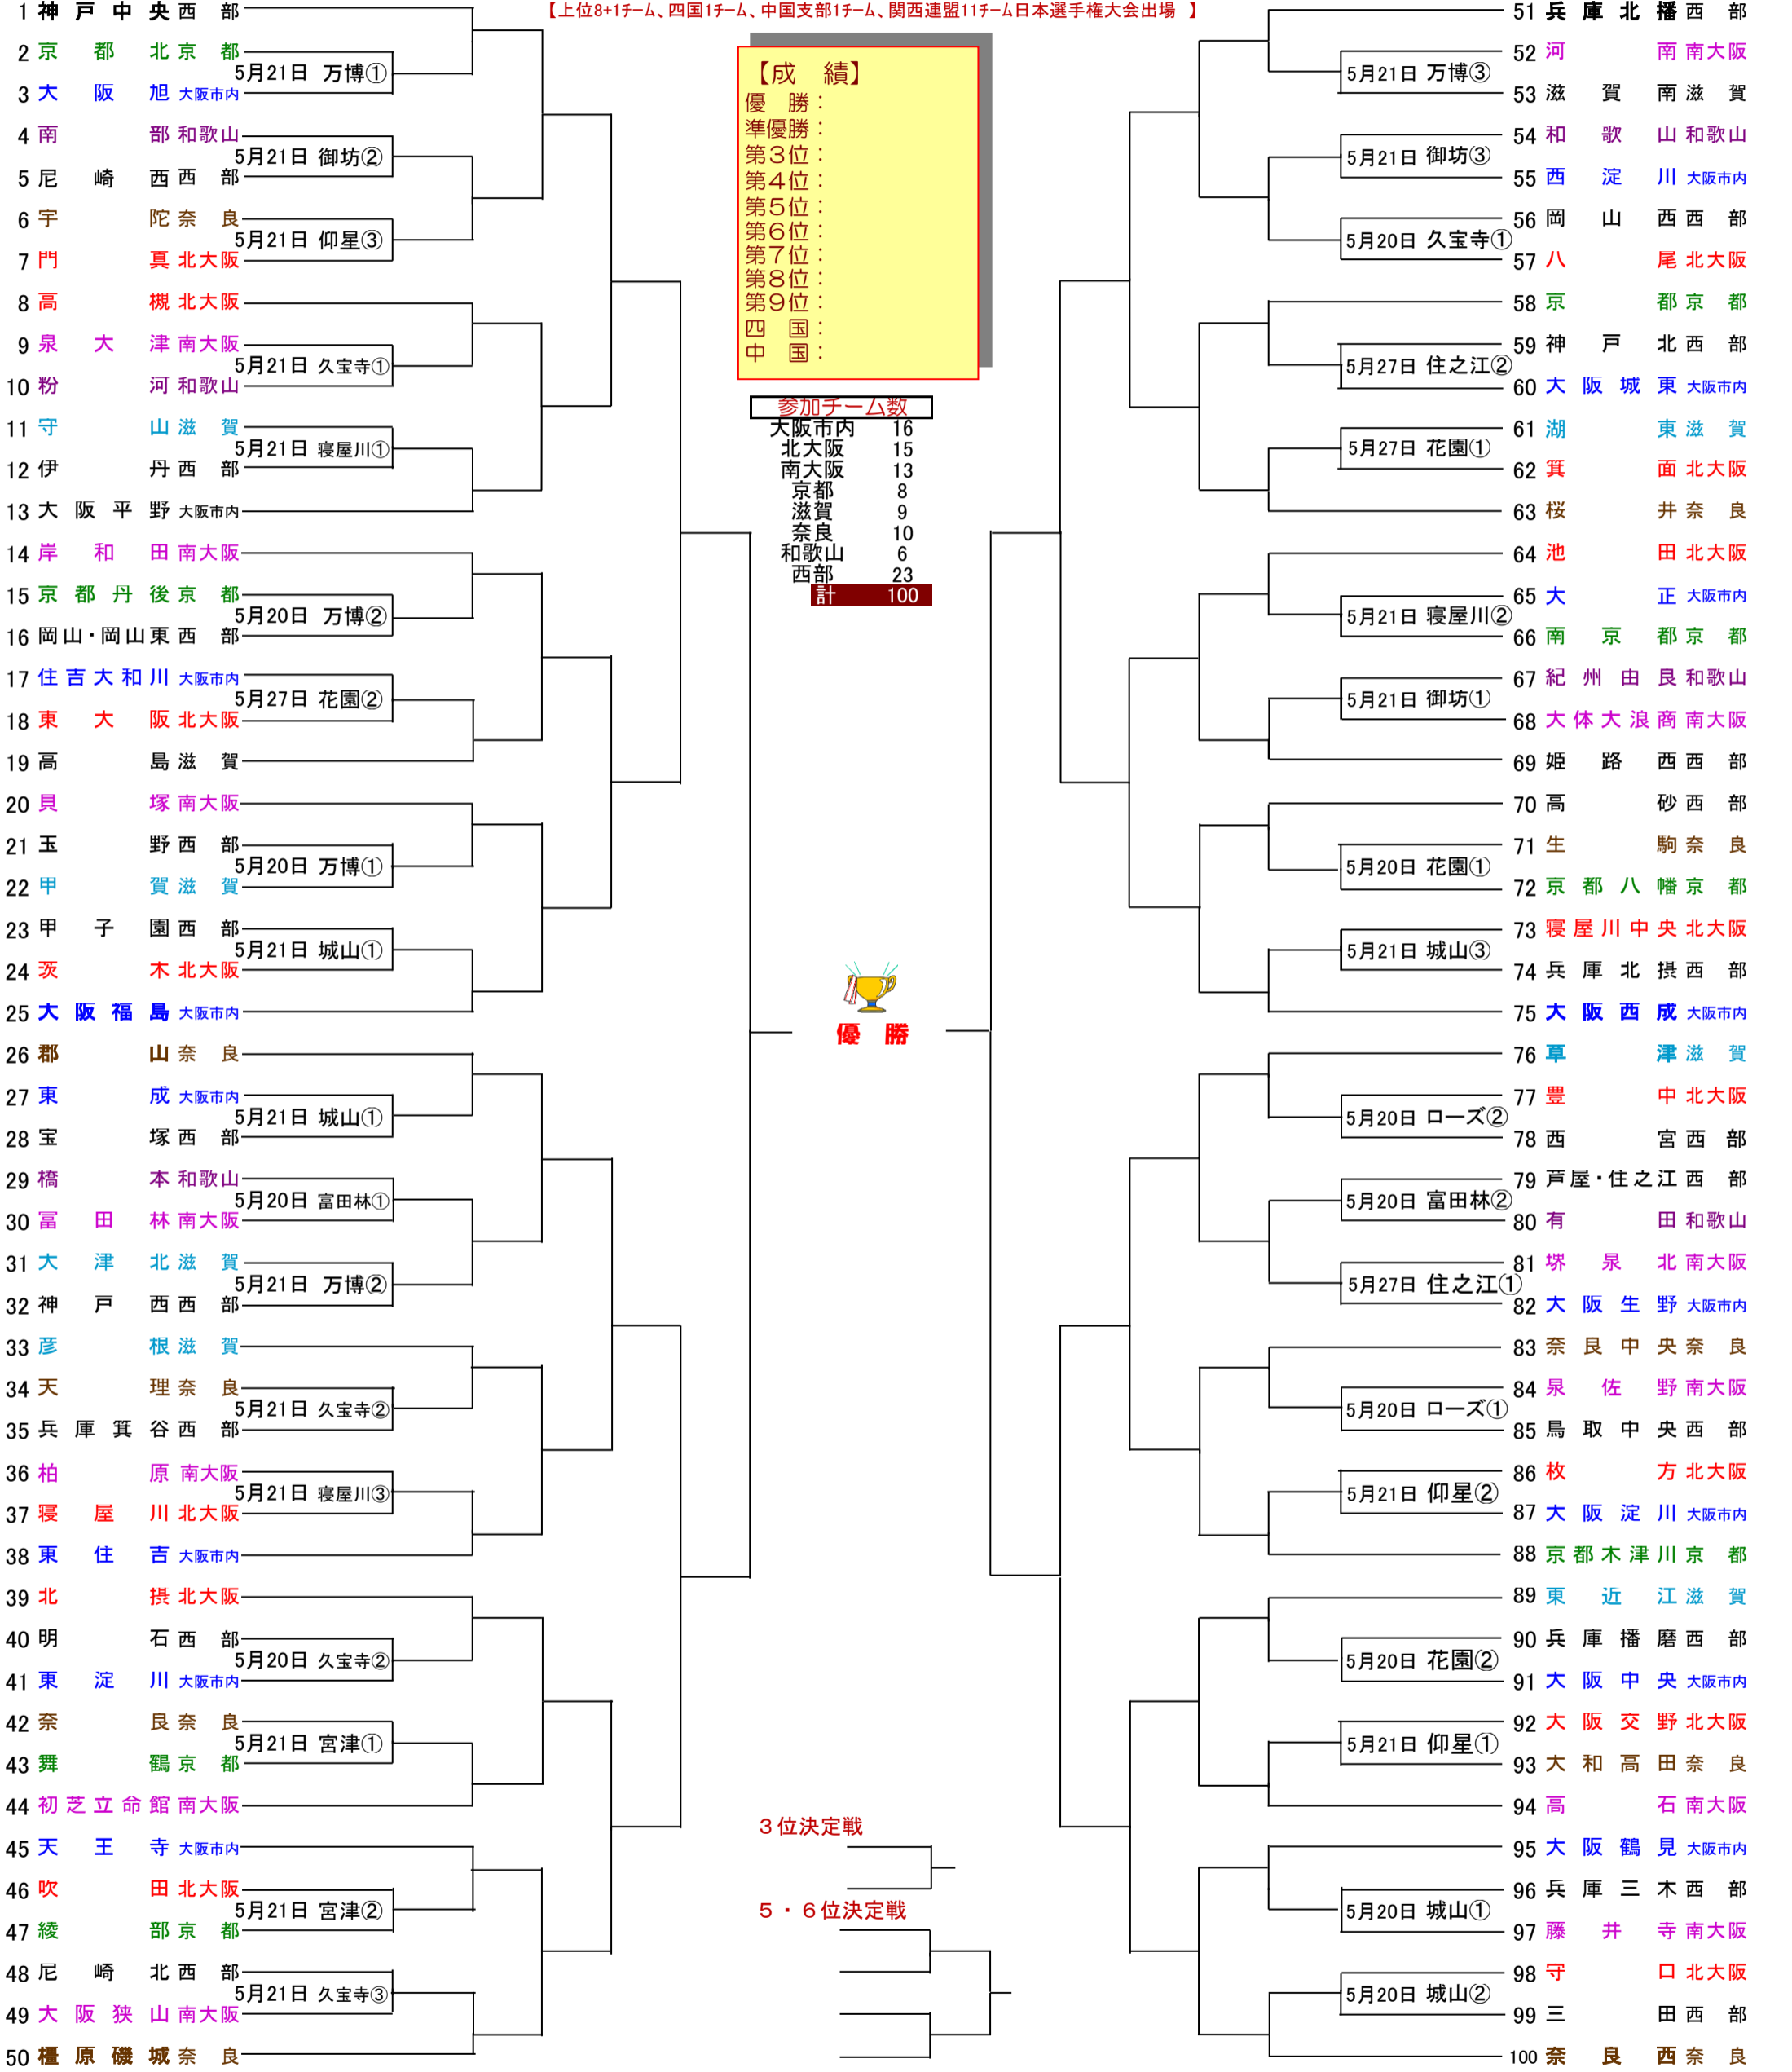 【上位8+1チーム、四国1チーム、中国支部1チーム、関西連盟11チーム日本選手権大会出場 】
1 神戸中央 西部
2 京都北 京都
5月21日 万博①
3 大阪旭 大阪市内
4 南部 和歌山
5月21日 御坊②
5 尼崎西 西部
6 宇陀 奈良
5月21日 仰星③
7 門真 北大阪
8 高槻 北大阪
9 泉大津 南大阪
5月21日 久宝寺①
10 粉河 和歌山
11 守山 滋賀
5月21日 寝屋川①
12 伊丹 西部
13 大阪平野 大阪市内
14 岸和田 南大阪
15 京都丹後 京都
5月20日 万博②
16 岡山・岡山東 西部
17 住吉大和川 大阪市内
5月27日 花園②
18 東大阪 北大阪
19 高島 滋賀
20 貝塚 南大阪
21 玉野 西部
5月20日 万博①
22 甲賀 滋賀
23 甲子園 西部
5月21日 城山①
24 茨木 北大阪
25 大阪福島 大阪市内
26 郡山 奈良
27 東成 大阪市内
5月21日 城山①
28 宝塚 西部
29 橋本 和歌山
5月20日 富田林①
30 冨田林 南大阪
31 大津北 滋賀
5月21日 万博②
32 神戸西 西部
33 彦根 滋賀
34 天理 奈良
5月21日 久宝寺②
35 兵庫箕谷 西部
36 柏原 南大阪
5月21日 寝屋川③
37 寝屋川 北大阪
38 東住吉 大阪市内
39 北摂 北大阪
40 明石 西部
5月20日 久宝寺②
41 東淀川 大阪市内
42 奈良 奈良
5月21日 宮津①
43 舞鶴 京都
44 初芝立命館 南大阪
45 天王寺 大阪市内
46 吹田 北大阪
5月21日 宮津②
47 綾部 京都
48 尼崎北 西部
5月21日 久宝寺③
49 大阪狭山 南大阪
50 橿原磯城 奈良
【成 績】
優 勝：
準優勝：
第３位：
第４位：
第５位：
第６位：
第７位：
第８位：
第９位：
四 国：
中 国：
参加チーム数
大阪市内 16
北大阪 15
南大阪 13
京都 8
滋賀 9
奈良 10
和歌山 6
西部 23
計 100
優 勝
３位決定戦
５・６位決定戦
51 兵庫北播 西部
52 河南 南大阪
5月21日 万博③
53 滋賀南 滋賀
54 和歌山 和歌山
5月21日 御坊③
55 西淀川 大阪市内
56 岡山西 西部
5月20日 久宝寺①
57 八尾 北大阪
58 京都 京都
59 神戸北 西部
5月27日 住之江②
60 大阪城東 大阪市内
61 湖東 滋賀
5月27日 花園①
62 箕面 北大阪
63 桜井 奈良
64 池田 北大阪
65 大正 大阪市内
5月21日 寝屋川②
66 南京都 京都
67 紀州由良 和歌山
5月21日 御坊①
68 大体大浪商 南大阪
69 姫路西 西部
70 高砂 西部
71 生駒 奈良
5月20日 花園①
72 京都八幡 京都
73 寝屋川中央 北大阪
5月21日 城山③
74 兵庫北摂 西部
75 大阪西成 大阪市内
76 草津 滋賀
77 豊中 北大阪
5月20日 ローズ②
78 西宮 西部
79 芦屋・住之江 西部
5月20日 富田林②
80 有田 和歌山
81 堺泉北 南大阪
5月27日 住之江①
82 大阪生野 大阪市内
83 奈良中央 奈良
84 泉佐野 南大阪
5月20日 ローズ①
85 鳥取中央 西部
86 枚方 北大阪
5月21日 仰星②
87 大阪淀川 大阪市内
88 京都木津川 京都
89 東近江 滋賀
90 兵庫播磨 西部
5月20日 花園②
91 大阪中央 大阪市内
92 大阪交野 北大阪
5月21日 仰星①
93 大和高田 奈良
94 高石 南大阪
95 大阪鶴見 大阪市内
96 兵庫三木 西部
5月20日 城山①
97 藤井寺 南大阪
98 守口 北大阪
5月20日 城山②
99 三田 西部
100 奈良西 奈良